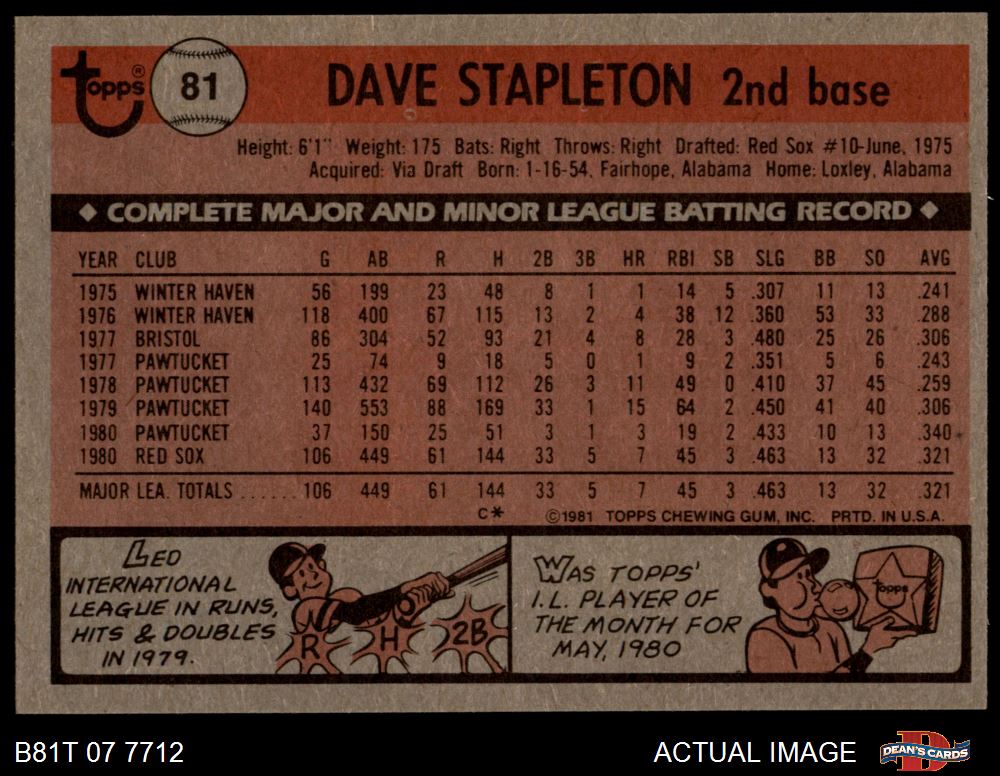 Topps® 81 DAVE STAPLETON 2nd base
Height: 6'1" Weight: 175 Bats: Right Throws: Right Drafted: Red Sox #10-June, 1975
Acquired: Via Draft Born: 1-16-54, Fairhope, Alabama Home: Loxley, Alabama
◆ COMPLETE MAJOR AND MINOR LEAGUE BATTING RECORD ◆
YEAR CLUB G AB R H 2B 3B HR RBI SB SLG BB SO AVG
1975 WINTER HAVEN 56 199 23 48 8 1 1 14 5 .307 11 13 .241
1976 WINTER HAVEN 118 400 67 115 13 2 4 38 12 .360 53 33 .288
1977 BRISTOL 86 304 52 93 21 4 8 28 3 .480 25 26 .306
1977 PAWTUCKET 25 74 9 18 5 0 1 9 2 .351 5 6 .243
1978 PAWTUCKET 113 432 69 112 26 3 11 49 0 .410 37 45 .259
1979 PAWTUCKET 140 553 88 169 33 1 15 64 2 .450 41 40 .306
1980 PAWTUCKET 37 150 25 51 3 1 3 19 2 .433 10 13 .340
1980 RED SOX 106 449 61 144 33 5 7 45 3 .463 13 32 .321
MAJOR LEA. TOTALS ...... 106 449 61 144 33 5 7 45 3 .463 13 32 .321
C* ©1981 TOPPS CHEWING GUM, INC. PRTD. IN U.S.A.
LED
INTERNATIONAL
LEAGUE IN RUNS,
HITS & DOUBLES
IN 1979.
R H 2B
WAS TOPPS'
I.L. PLAYER OF
THE MONTH FOR
MAY, 1980
Topps
B81T 07 7712 ACTUAL IMAGE DEAN'S CARDS